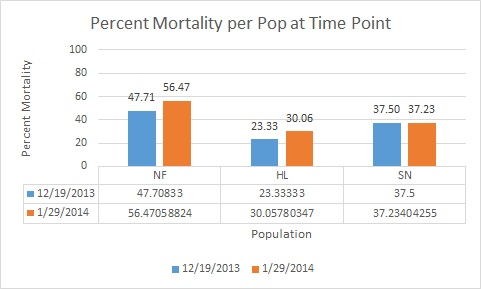 Percent Mortality per Pop at Time Point
Percent Mortality
100
80
60
40
20
0
47.71 56.47
23.33 30.06
37.50 37.23
NF HL SN
12/19/2013 47.70833 23.33333 37.5
1/29/2014 56.47058824 30.05780347 37.23404255
Population
12/19/2013 1/29/2014